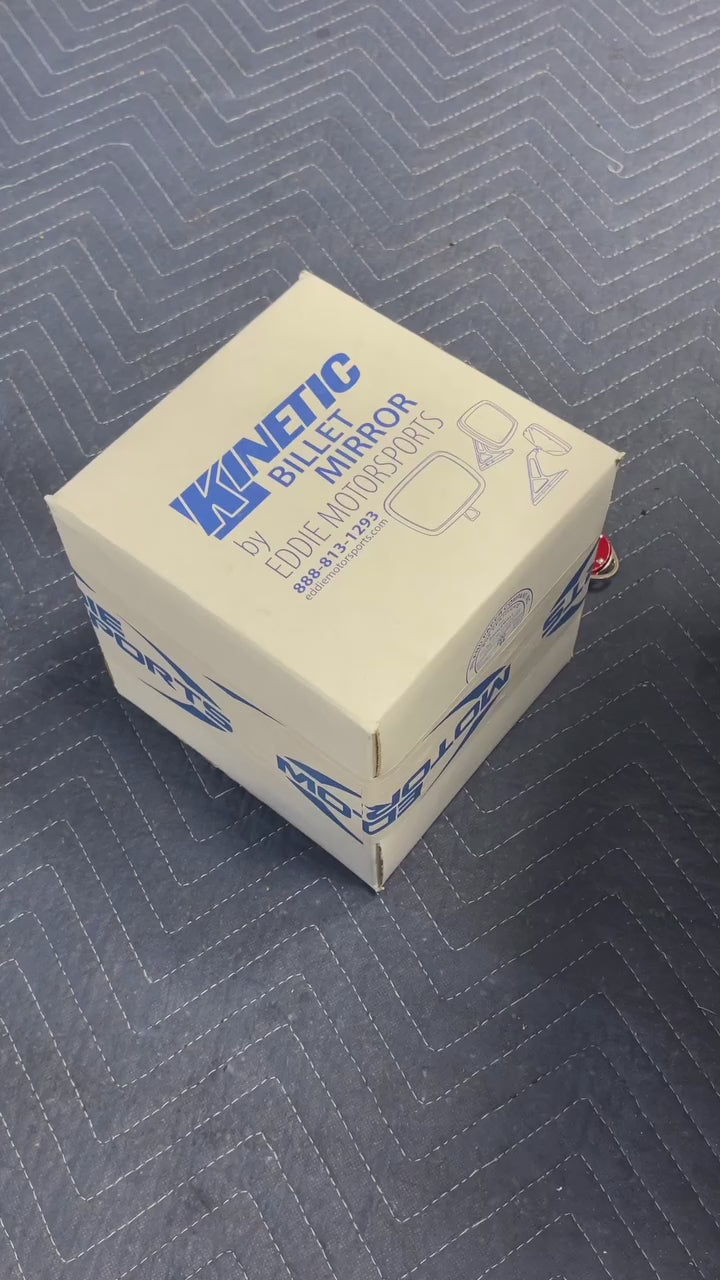 KINETIC
BILLET
MIRROR
by
EDDIE MOTORSPORTS
888-813-1293
eddiemotorsports.com